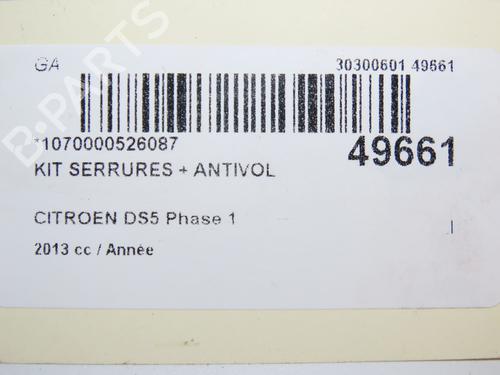 GA 30300601 49661
*1070000526087 49661
KIT SERRURES + ANTIVOL
CITROEN DS5 Phase 1
2013 cc / Année
B-PARTS